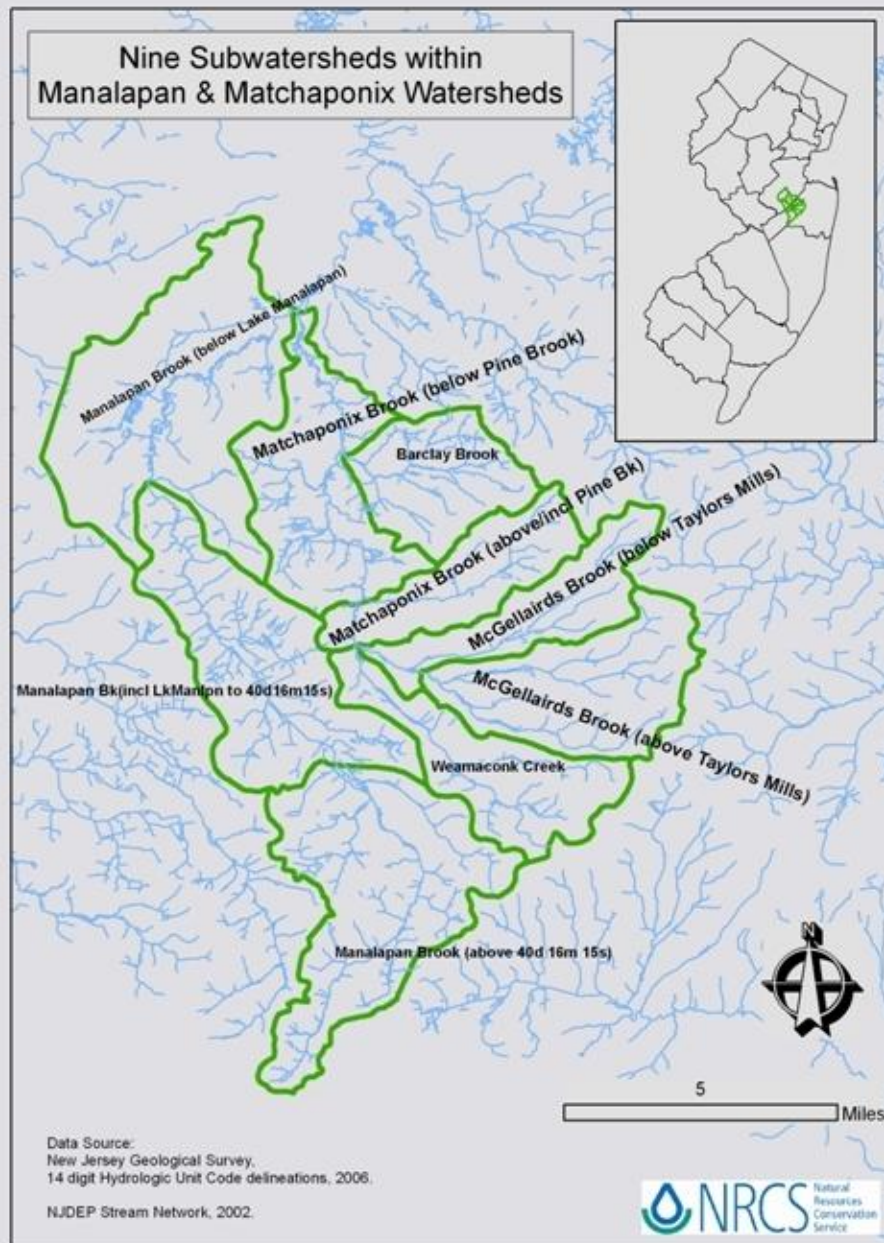 Nine Subwatersheds within
Manalapan & Matchaponix Watersheds
Manalapan Brook (below Lake Manalapan)
Matchaponix Brook (below Pine Brook)
Barclay Brook
Matchaponix Brook (above/incl Pine Bk)
McGellairds Brook (below Taylors Mills)
McGellairds Brook (above Taylors Mills)
Manalapan Bk(incl LkManlpn to 40d16m15s)
Weamaconk Creek
Manalapan Brook (above 40d 16m 15s)
N
5
Miles
Data Source:
New Jersey Geological Survey,
14 digit Hydrologic Unit Code delineations, 2006.
NJDEP Stream Network, 2002.
NRCS
Natural
Resources
Conservation
Service